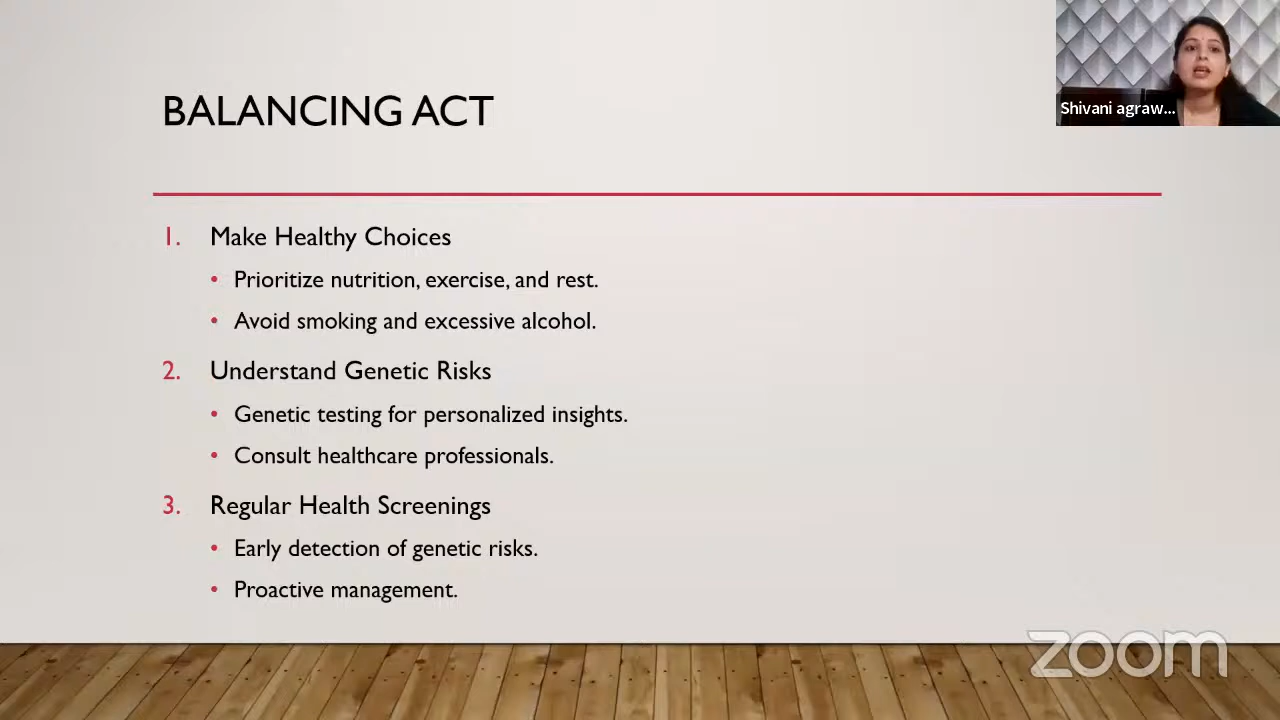 BALANCING ACT
Shivani agraw...
1. Make Healthy Choices
• Prioritize nutrition, exercise, and rest.
• Avoid smoking and excessive alcohol.
2. Understand Genetic Risks
• Genetic testing for personalized insights.
• Consult healthcare professionals.
3. Regular Health Screenings
• Early detection of genetic risks.
• Proactive management.
zoom